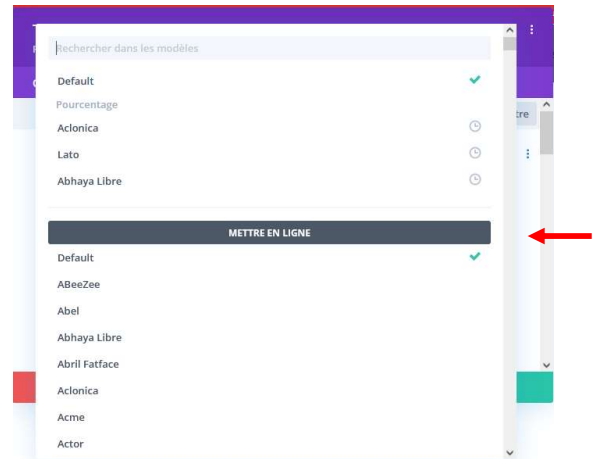 Rechercher dans les modèles
Default
Pourcentage
Aclonica
tre
Lato
Abhaya Libre
METTRE EN LIGNE
Default
ABeeZee
Abel
Abhaya Libre
Abril Fatface
Aclonica
Acme
Actor